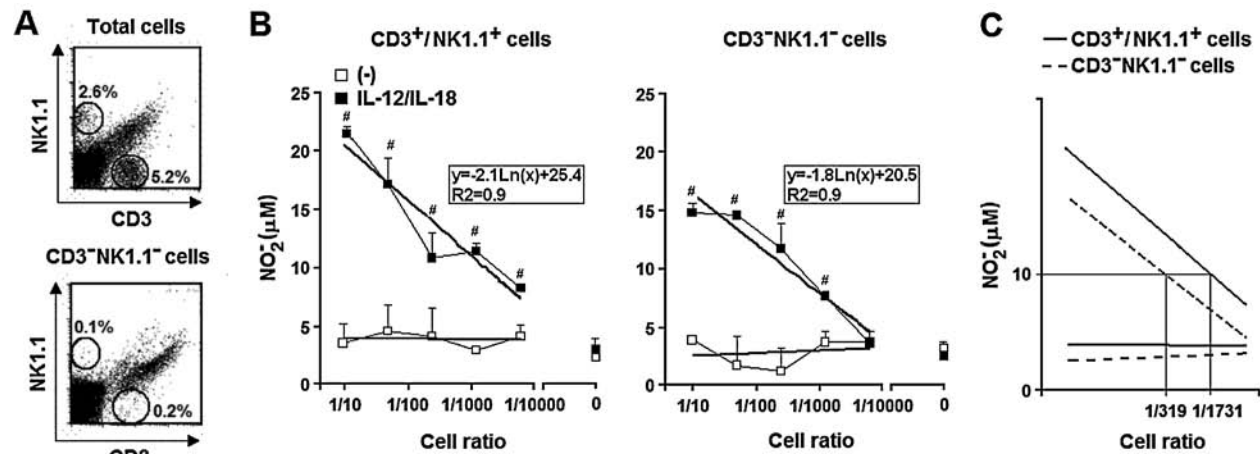 A
Total cells
2.6%
5.2%
NK1.1
CD3
CD3⁻NK1.1⁻ cells
0.1%
0.2%
NK1.1
B
CD3⁺/NK1.1⁺ cells
(-)
IL-12/IL-18
25
20
15
10
5
0
NO₂⁻(μM)
# # # # #
y=-2.1Ln(x)+25.4
R2=0.9
1/10 1/100 1/1000 1/10000 0
Cell ratio
CD3⁻NK1.1⁻ cells
25
20
15
10
5
0
# # # #
y=-1.8Ln(x)+20.5
R2=0.9
1/10 1/100 1/1000 1/10000 0
Cell ratio
C
CD3⁺/NK1.1⁺ cells
CD3⁻NK1.1⁻ cells
NO₂⁻(μM)
10
0
1/319 1/1731
Cell ratio